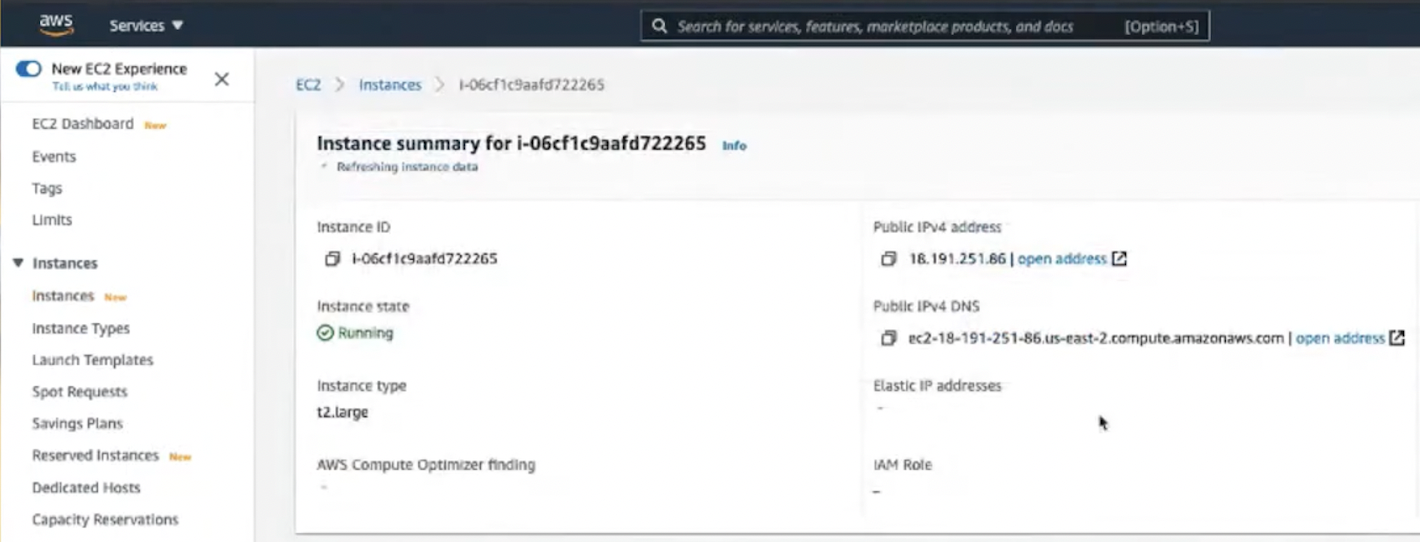 aws
Services ▼
Search for services, features, marketplace products, and docs [Option+S]
New EC2 Experience
Tell us what you think
EC2 Dashboard New
Events
Tags
Limits
Instances
Instances New
Instance Types
Launch Templates
Spot Requests
Savings Plans
Reserved Instances New
Dedicated Hosts
Capacity Reservations
EC2 > Instances > i-06cf1c9aafd722265
Instance summary for i-06cf1c9aafd722265 Info
Refreshing instance data
Instance ID
i-06cf1c9aafd722265
Instance state
Running
Instance type
t2.large
AWS Compute Optimizer finding
–
Public IPv4 address
18.191.251.86 | open address
Public IPv4 DNS
ec2-18-191-251-86.us-east-2.compute.amazonaws.com | open address
Elastic IP addresses
–
IAM Role
–